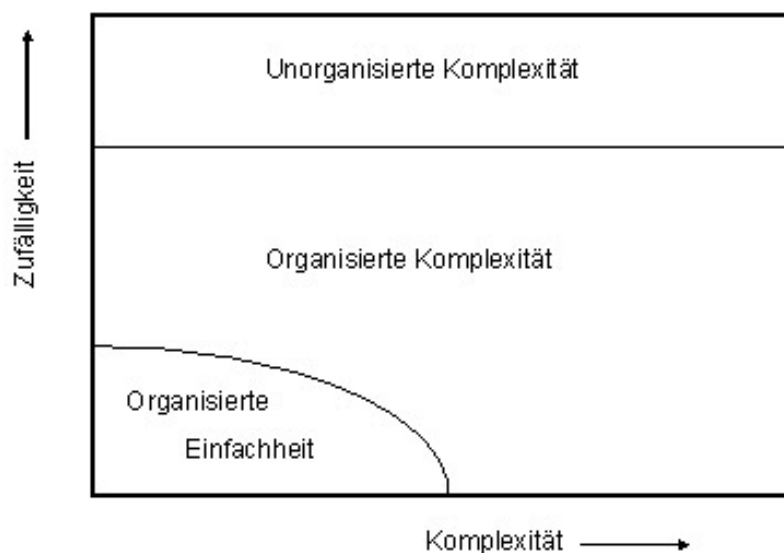 Unorganisierte Komplexität
Zufälligkeit
Organisierte Komplexität
Organisierte
Einfachheit
Komplexität